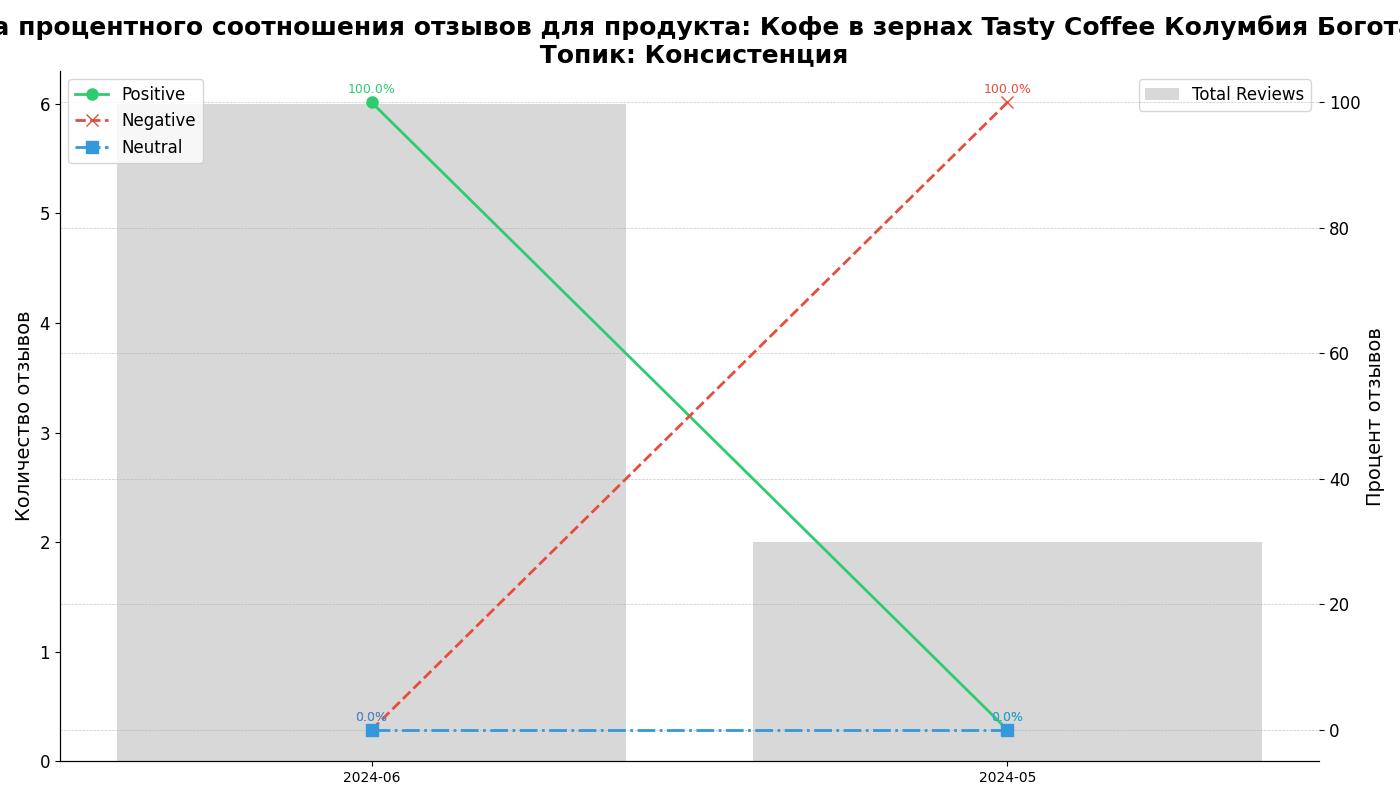 а процентного соотношения отзывов для продукта: Кофе в зернах Tasty Coffee Колумбия Богот
Топик: Консистенция
Positive
Negative
Neutral
Total Reviews
100.0%
100.0%
0.0%
0.0%
Количество отзывов
6
5
4
3
2
1
0
Процент отзывов
100
80
60
40
20
0
2024-06
2024-05